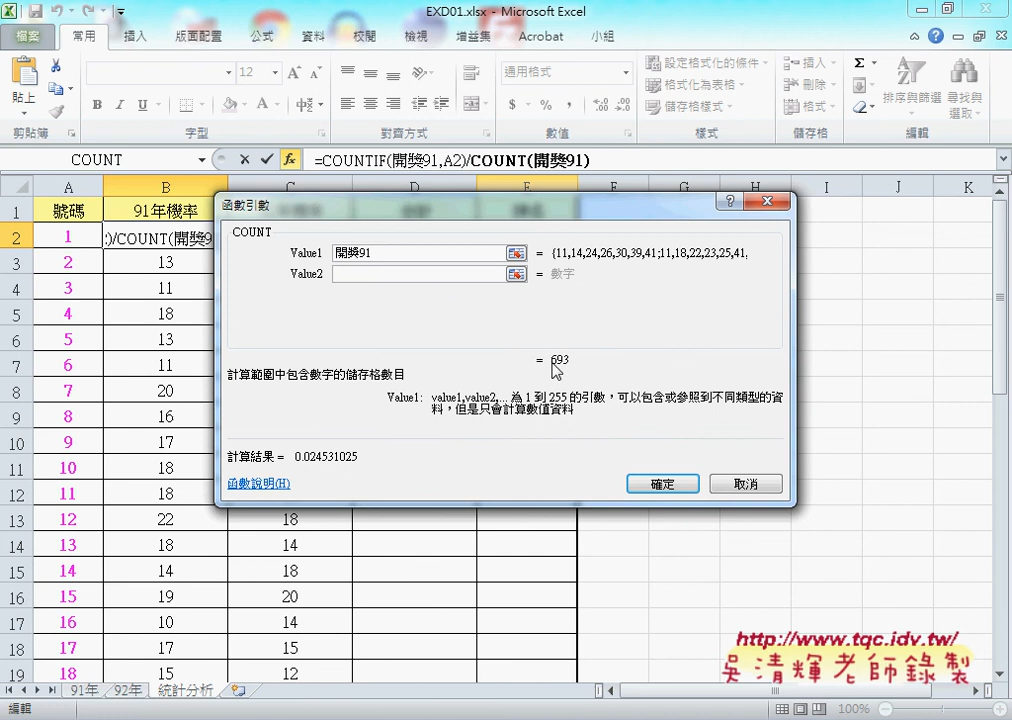 EXD01.xlsx - Microsoft Excel
檔案 常用 插入 版面配置 公式 資料 校閱 檢視 增益集 Acrobat 小組
貼上 12 通用格式 設定格式化的條件 格式化為表格 儲存格樣式 插入 刪除 格式 排序與篩選 尋找與選取
剪貼簿 字型 對齊方式 數值 樣式 儲存格 編輯
COUNT =COUNTIF(開獎91,A2)/COUNT(開獎91)
A B C D E F G H I J K
1 號碼 91年機率
2 1 :)/COUNT(開獎9
3 2 13
4 3 11
5 4 18
6 5 13
7 6 11
8 7 20
9 8 16
10 9 17
11 10 18
12 11 18
13 12 22 18
14 13 18 14
15 14 14 18
16 15 19 20
17 16 10 14
18 17 17 15
19 18 15 12
函數引數
COUNT
Value1 開獎91 = {11,14,24,26,30,39,41;11,18,22,23,25,41,
Value2 = 數字
= 693
計算範圍中包含數字的儲存格數目
Value1: value1,value2,... 為 1 到 255 的引數，可以包含或參照到不同類型的資
料，但是只會計算數值資料
計算結果 = 0.024531025
函數說明(H) 確定 取消
http://www.tqc.idv.tw/
吳清輝老師錄製
91年 92年 統計分析
編輯 100%